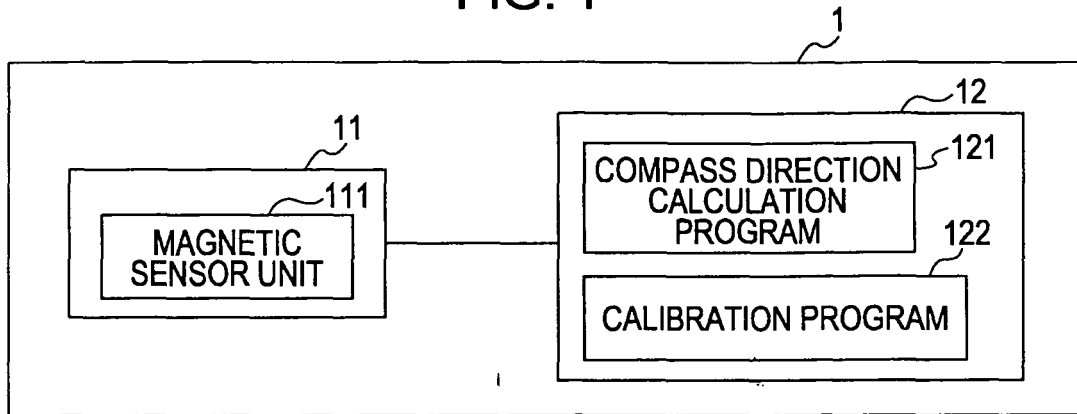 1
12
11
121
COMPASS DIRECTION
CALCULATION
PROGRAM
111
MAGNETIC
SENSOR UNIT
122
CALIBRATION PROGRAM